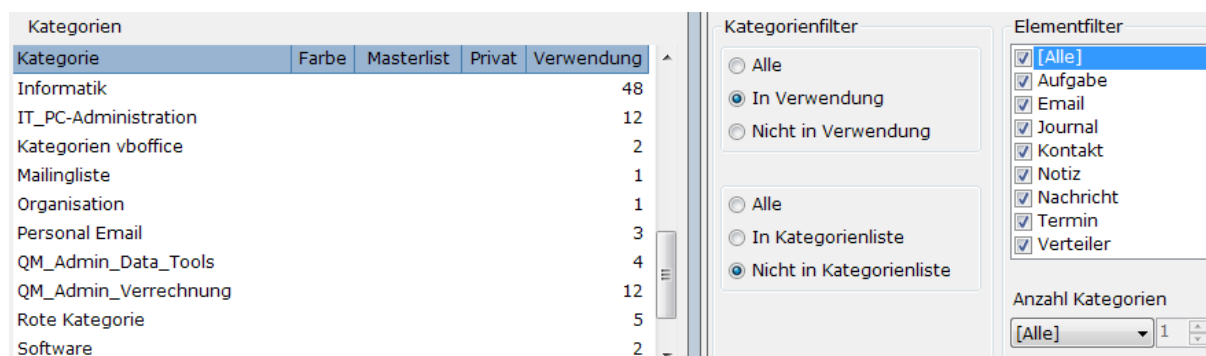 Kategorien
Kategorie Farbe Masterlist Privat Verwendung
Informatik 48
IT_PC-Administration 12
Kategorien vboffice 2
Mailingliste 1
Organisation 1
Personal Email 3
QM_Admin_Data_Tools 4
QM_Admin_Verrechnung 12
Rote Kategorie 5
Software 2
Kategorienfilter
Alle
In Verwendung
Nicht in Verwendung
Alle
In Kategorienliste
Nicht in Kategorienliste
Elementfilter
[Alle]
Aufgabe
Email
Journal
Kontakt
Notiz
Nachricht
Termin
Verteiler
Anzahl Kategorien
[Alle] 1